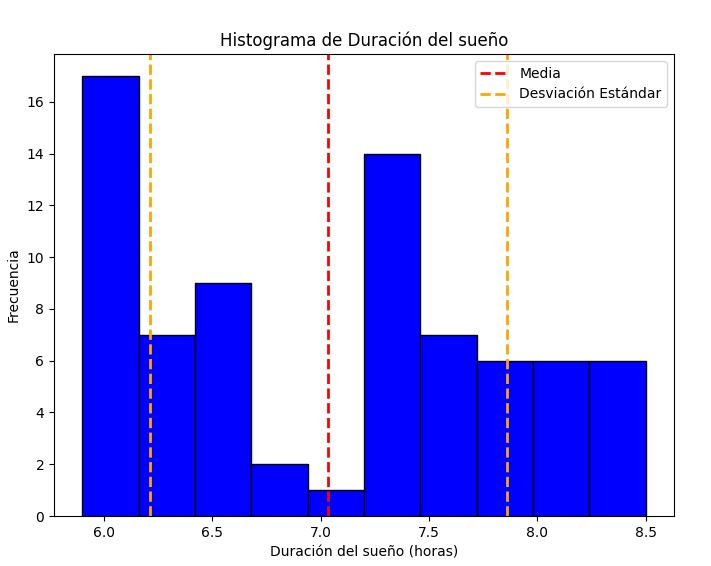 Histograma de Duración del sueño
Media
Desviación Estándar
Frecuencia
16
14
12
10
8
6
4
2
0
6.0 6.5 7.0 7.5 8.0 8.5
Duración del sueño (horas)